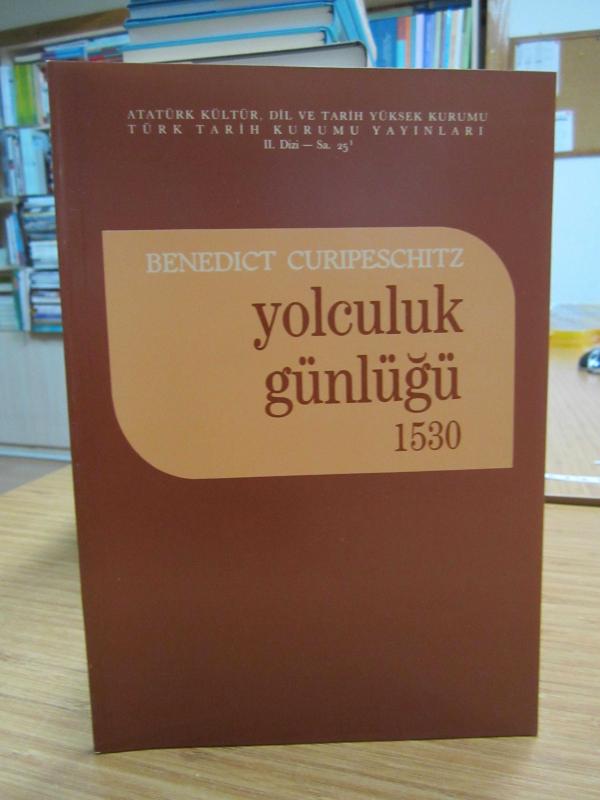 ATATÜRK KÜLTÜR, DİL VE TARİH YÜKSEK KURUMU
TÜRK TARİH KURUMU YAYINLARI
II. Dizi — Sa. 25¹
BENEDICT CURIPESCHITZ
yolculuk
günlüğü
1530